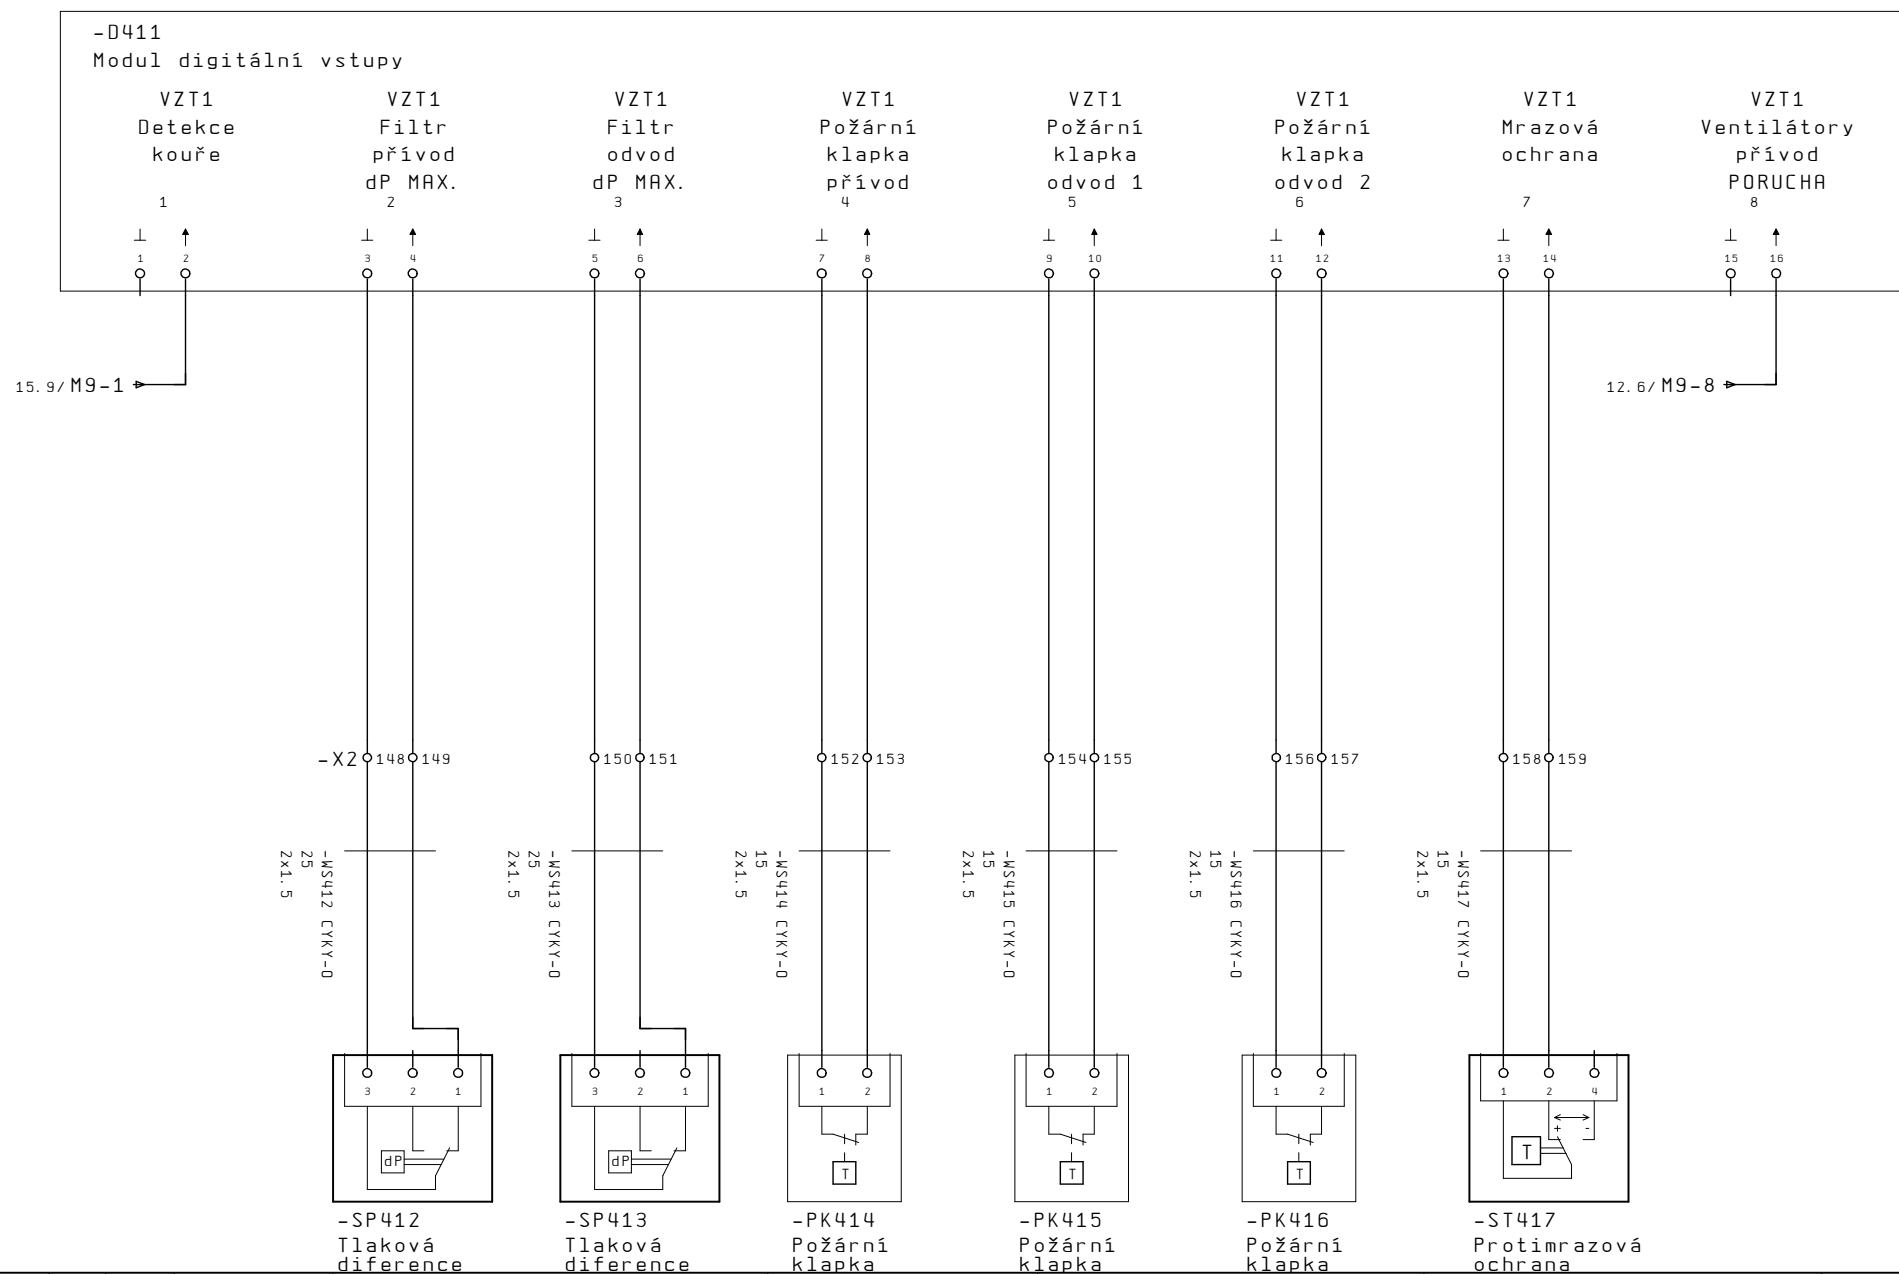 -D411
Modul digitální vstupy
VZT1 VZT1 VZT1 VZT1 VZT1 VZT1 VZT1 VZT1
Detekce Filtr Filtr Požární Požární Požární Mrazová Ventilátory
kouře přívod odvod klapka klapka klapka ochrana přívod
dP MAX. dP MAX. přívod odvod 1 odvod 2 PORUCHA
1 2 3 4 5 6 7 8
1 2 3 4 5 6 7 8 9 10 11 12 13 14 15 16
15.9/ M9-1 12.6/ M9-8
-X2 148 149 150 151 152 153 154 155 156 157 158 159
-WS412 CYKY-O
25
2x1.5
-WS413 CYKY-O
25
2x1.5
-WS414 CYKY-O
15
2x1.5
-WS415 CYKY-O
15
2x1.5
-WS416 CYKY-O
15
2x1.5
-WS417 CYKY-O
15
2x1.5
3 2 1 3 2 1 1 2 1 2 1 2 1 2 4
+ -
dP dP T T T T
-SP412 -SP413 -PK414 -PK415 -PK416 -ST417
Tlaková Tlaková Požární Požární Požární Protimrazová
diference diference klapka klapka klapka ochrana